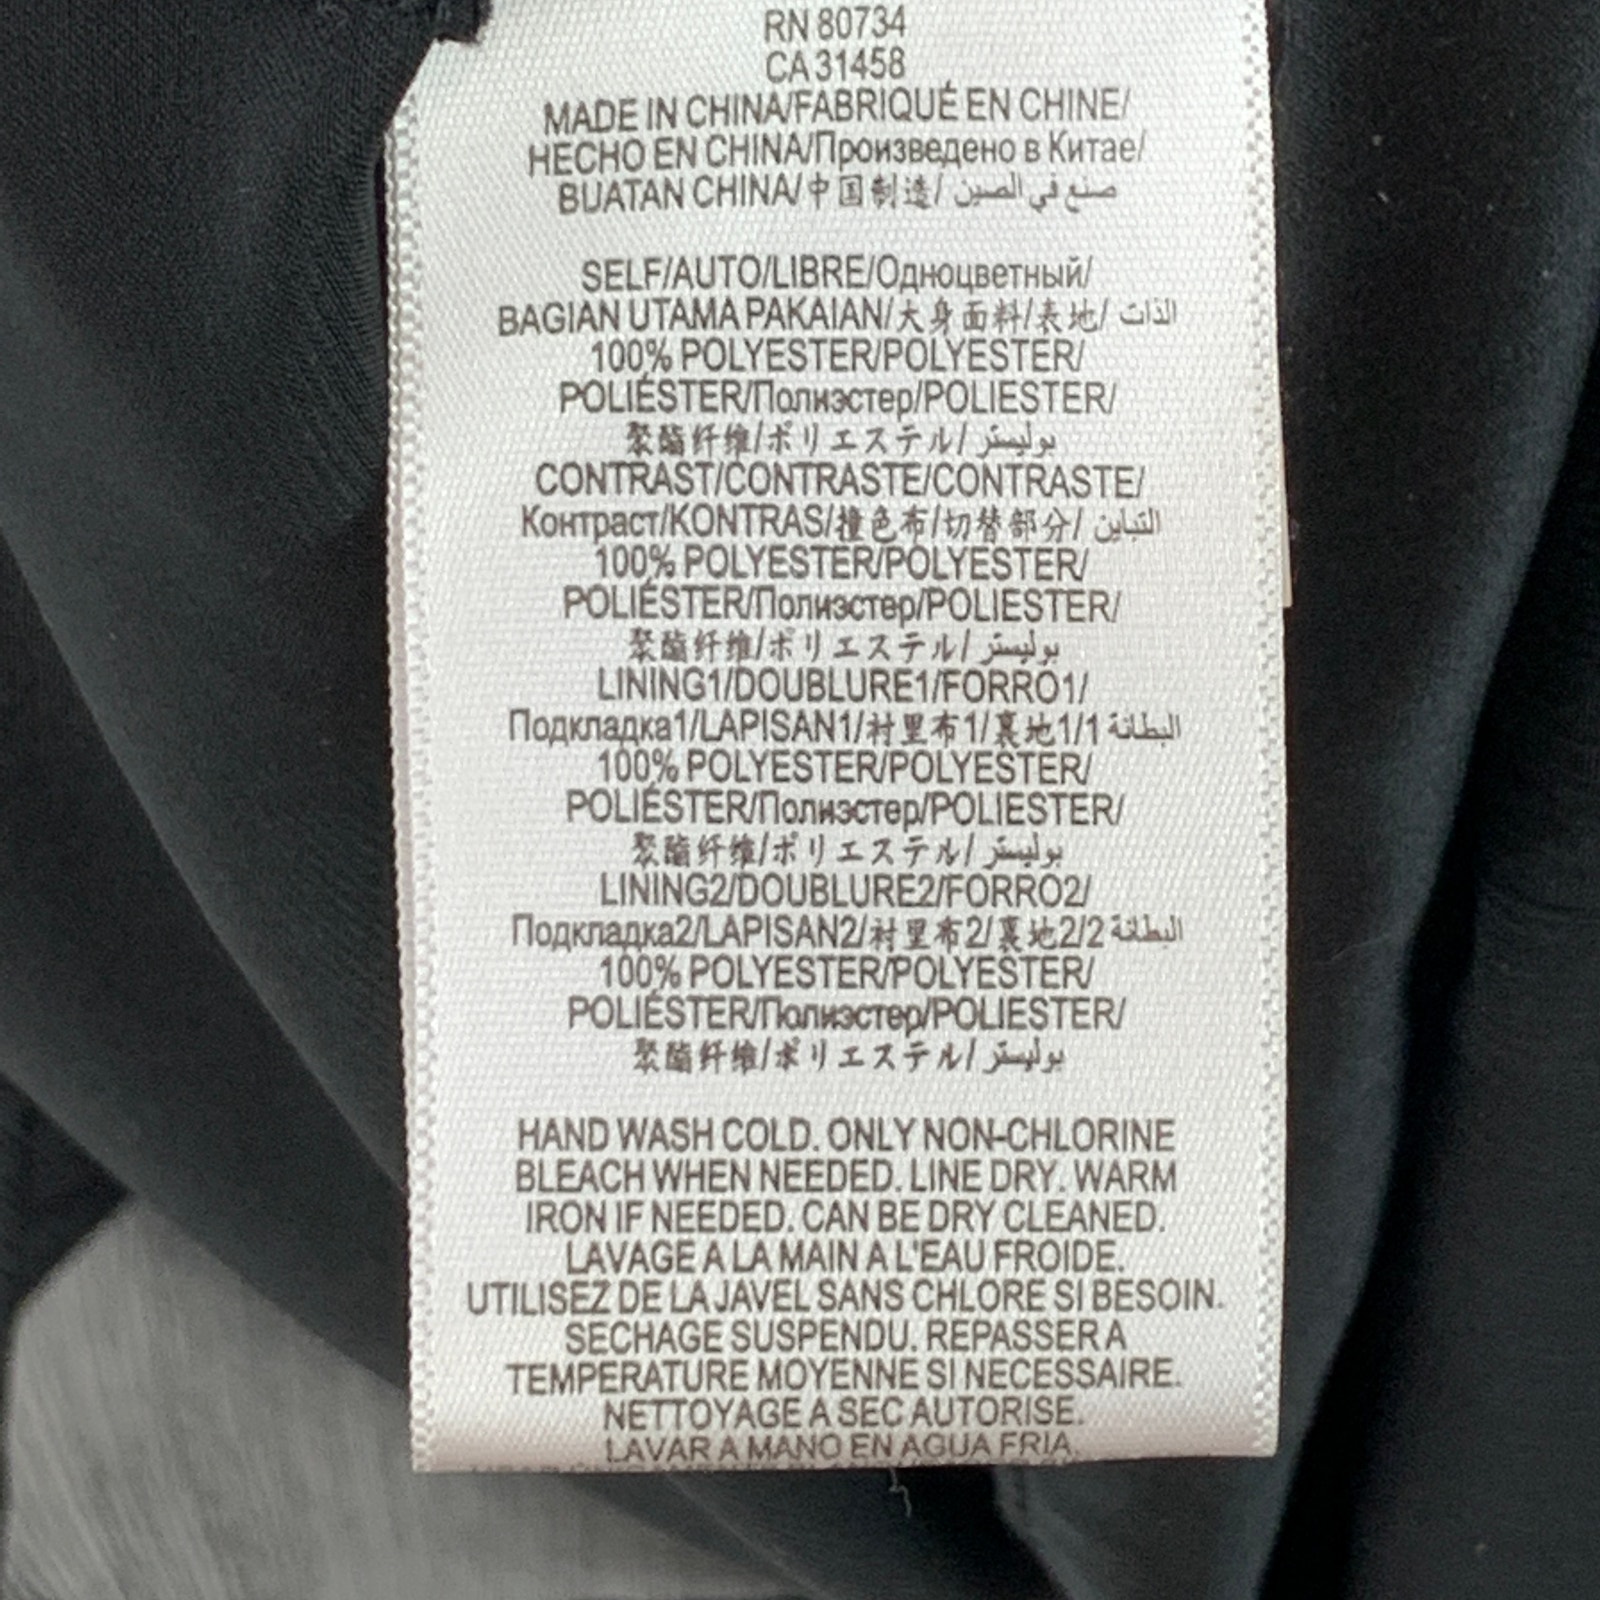 RN 80734
CA 31458
MADE IN CHINA/FABRIQUÉ EN CHINE/
HECHO EN CHINA/Произведено в Китае/
BUATAN CHINA/中国制造/ صنع في الصين
SELF/AUTO/LIBRE/Одноцветный/
BAGIAN UTAMA PAKAIAN/大身面料/表地/ الذات
100% POLYESTER/POLYESTER/
POLIÉSTER/Полиэстер/POLIESTER/
聚酯纤维/ポリエステル/ بوليستر
CONTRAST/CONTRASTE/CONTRASTE/
Контраст/KONTRAS/撞色布/切替部分/ التباين
100% POLYESTER/POLYESTER/
POLIÉSTER/Полиэстер/POLIESTER/
聚酯纤维/ポリエステル/ بوليستر
LINING1/DOUBLURE1/FORRO1/
Подкладка1/LAPISAN1/衬里布1/裏地1/1 البطانة
100% POLYESTER/POLYESTER/
POLIÉSTER/Полиэстер/POLIESTER/
聚酯纤维/ポリエステル/ بوليستر
LINING2/DOUBLURE2/FORRO2/
Подкладка2/LAPISAN2/衬里布2/裏地2/2 البطانة
100% POLYESTER/POLYESTER/
POLIÉSTER/Полиэстер/POLIESTER/
聚酯纤维/ポリエステル/ بوليستر
HAND WASH COLD. ONLY NON-CHLORINE
BLEACH WHEN NEEDED. LINE DRY. WARM
IRON IF NEEDED. CAN BE DRY CLEANED.
LAVAGE A LA MAIN A L'EAU FROIDE.
UTILISEZ DE LA JAVEL SANS CHLORE SI BESOIN.
SECHAGE SUSPENDU. REPASSER A
TEMPERATURE MOYENNE SI NECESSAIRE.
NETTOYAGE A SEC AUTORISE.
LAVAR A MANO EN AGUA FRIA.